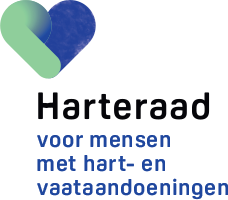 Harteraad
voor mensen
met hart- en
vaataandoeningen